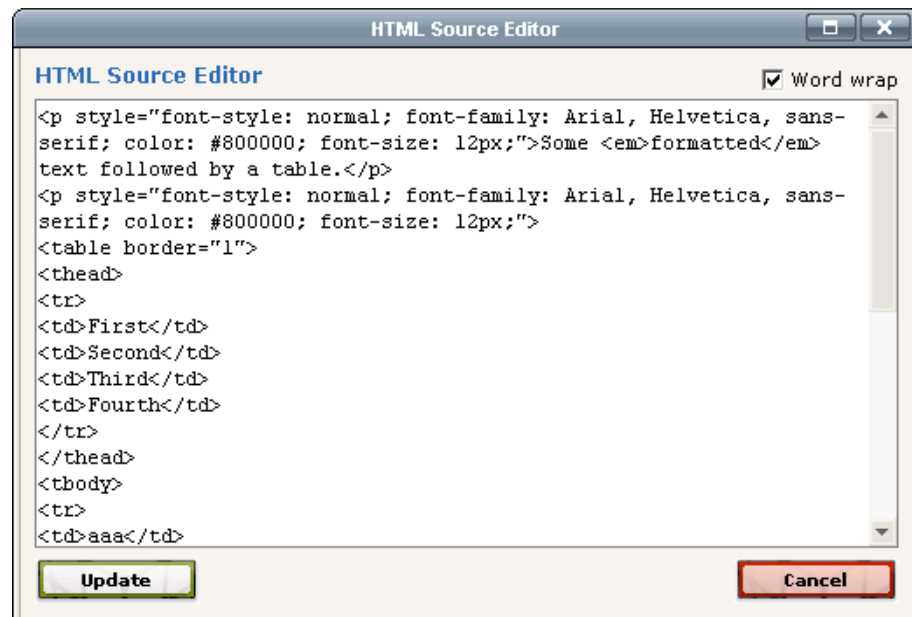 HTML Source Editor
HTML Source Editor
Word wrap
<p style="font-style: normal; font-family: Arial, Helvetica, sans-
serif; color: #800000; font-size: 12px;">Some <em>formatted</em>
text followed by a table.</p>
<p style="font-style: normal; font-family: Arial, Helvetica, sans-
serif; color: #800000; font-size: 12px;">
<table border="1">
<thead>
<tr>
<td>First</td>
<td>Second</td>
<td>Third</td>
<td>Fourth</td>
</tr>
</thead>
<tbody>
<tr>
<td>aaa</td>
Update
Cancel